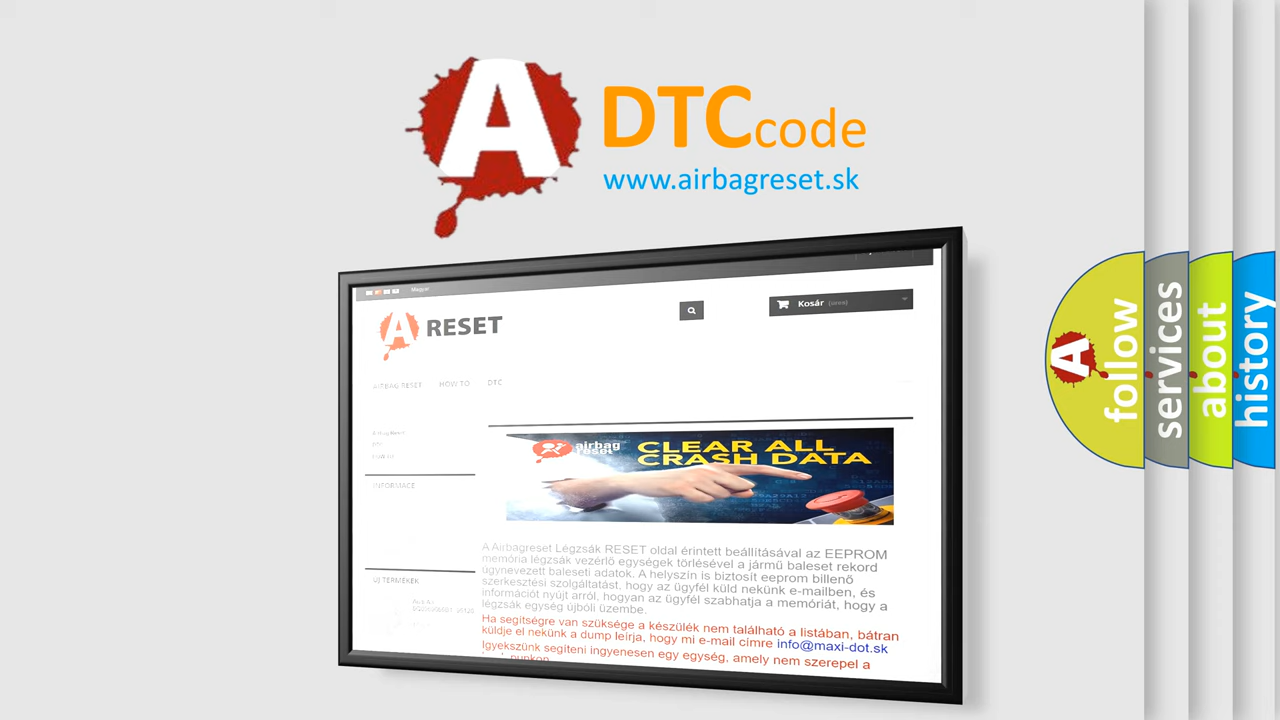 A DTC code
www.airbagreset.sk
Magyar
Kosár (üres)
A RESET
AIRBAG RESET HOW TO DTC
INFORMACE
airbag reset CLEAR ALL CRASH DATA
A Airbagreset Légzsák RESET oldal érintett beállításával az EEPROM
memória légzsák vezérlő egységek törlésével a jármű baleset rekord
úgynevezett baleseti adatok. A helyszín is biztosít eeprom billenő
szerkesztési szolgáltatást, hogy az ügyfél küld nekünk e-mailben, és
információt nyújt arról, hogyan az ügyfél szabhatja a memóriát, hogy a
légzsák egység újbóli üzembe.
Ha segítségre van szüksége a készülék nem található a listában, bátran
küldje el nekünk a dump leírja, hogy mi e-mail címre info@maxi-dot.sk
Igyekszünk segíteni ingyenesen egy egység, amely nem szerepel a
ÚJ TERMÉKEK
A follow
services
about
history